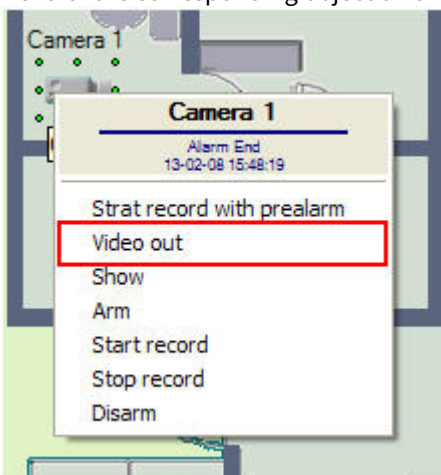 Camera 1
Camera 1
Alarm End
13-02-08 15:48:19
Strat record with prealarm
Video out
Show
Arm
Start record
Stop record
Disarm